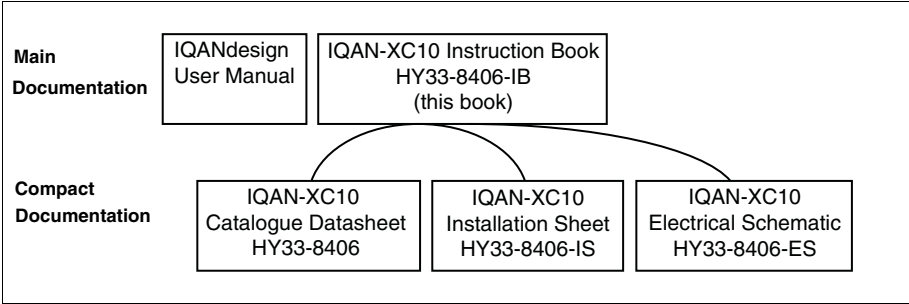 Main
Documentation
IQANdesign
User Manual
IQAN-XC10 Instruction Book
HY33-8406-IB
(this book)
Compact
Documentation
IQAN-XC10
Catalogue Datasheet
HY33-8406
IQAN-XC10
Installation Sheet
HY33-8406-IS
IQAN-XC10
Electrical Schematic
HY33-8406-ES